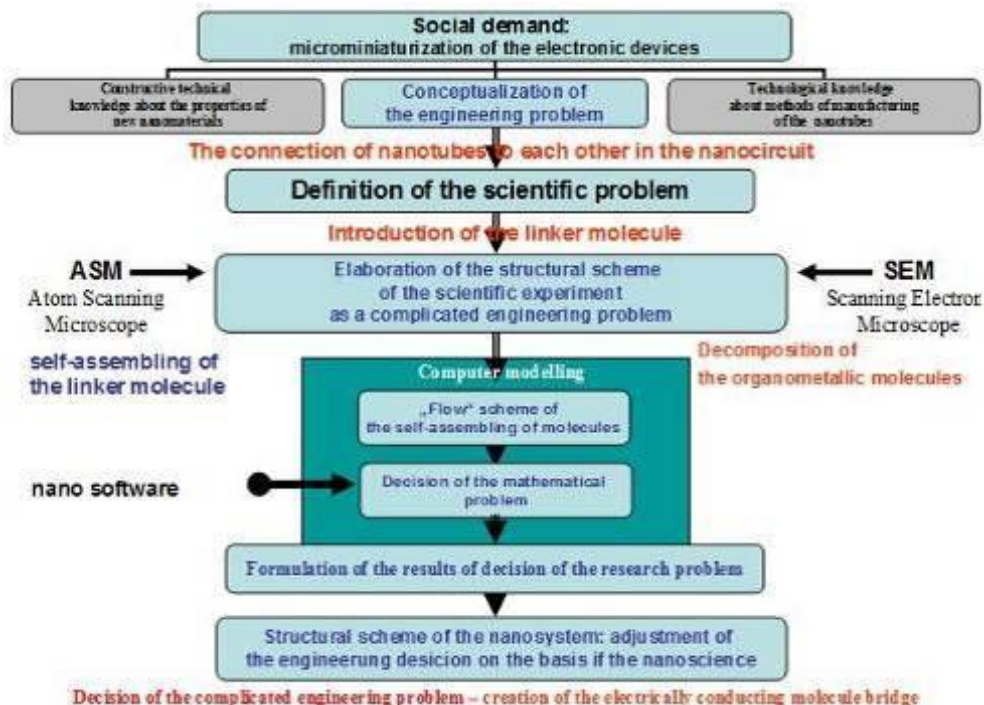 Social demand:
microminiaturization of the electronic devices
Constructive technical
knowledge about the properties of
new nanomaterials
Conceptualization of
the engineering problem
Technological knowledge
about methods of manufacturing
of the nanotubes
The connection of nanotubes to each other in the nanocircuit
Definition of the scientific problem
Introduction of the linker molecule
ASM
Atom Scanning
Microscope
Elaboration of the structural scheme
of the scientific experiment
as a complicated engineering problem
SEM
Scanning Electron
Microscope
self-assembling of
the linker molecule
Decomposition of
the organometallic molecules
Computer modelling
„Flow“ scheme of
the self-assembling of molecules
nano software
Decision of the mathematical
problem
Formulation of the results of decision of the research problem
Structural scheme of the nanosystem: adjustment of
the engineerung desicion on the basis if the nanoscience
Decision of the complicated engineering problem – creation of the electrically conducting molecule bridge